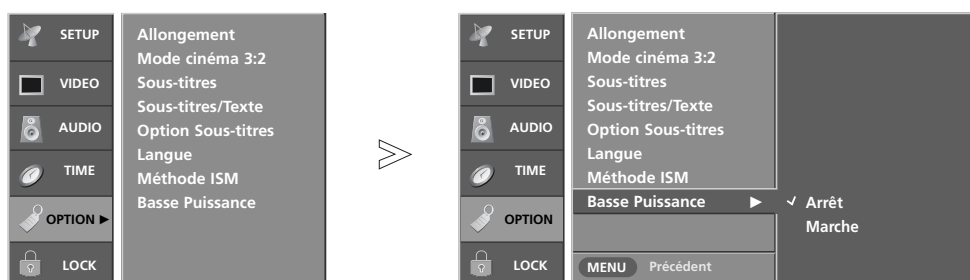 SETUP
VIDEO
AUDIO
TIME
OPTION ►
LOCK
Allongement
Mode cinéma 3:2
Sous-titres
Sous-titres/Texte
Option Sous-titres
Langue
Méthode ISM
Basse Puissance
SETUP
VIDEO
AUDIO
TIME
OPTION
LOCK
Allongement
Mode cinéma 3:2
Sous-titres
Sous-titres/Texte
Option Sous-titres
Langue
Méthode ISM
Basse Puissance ►
MENU Précédent
✓ Arrêt
Marche